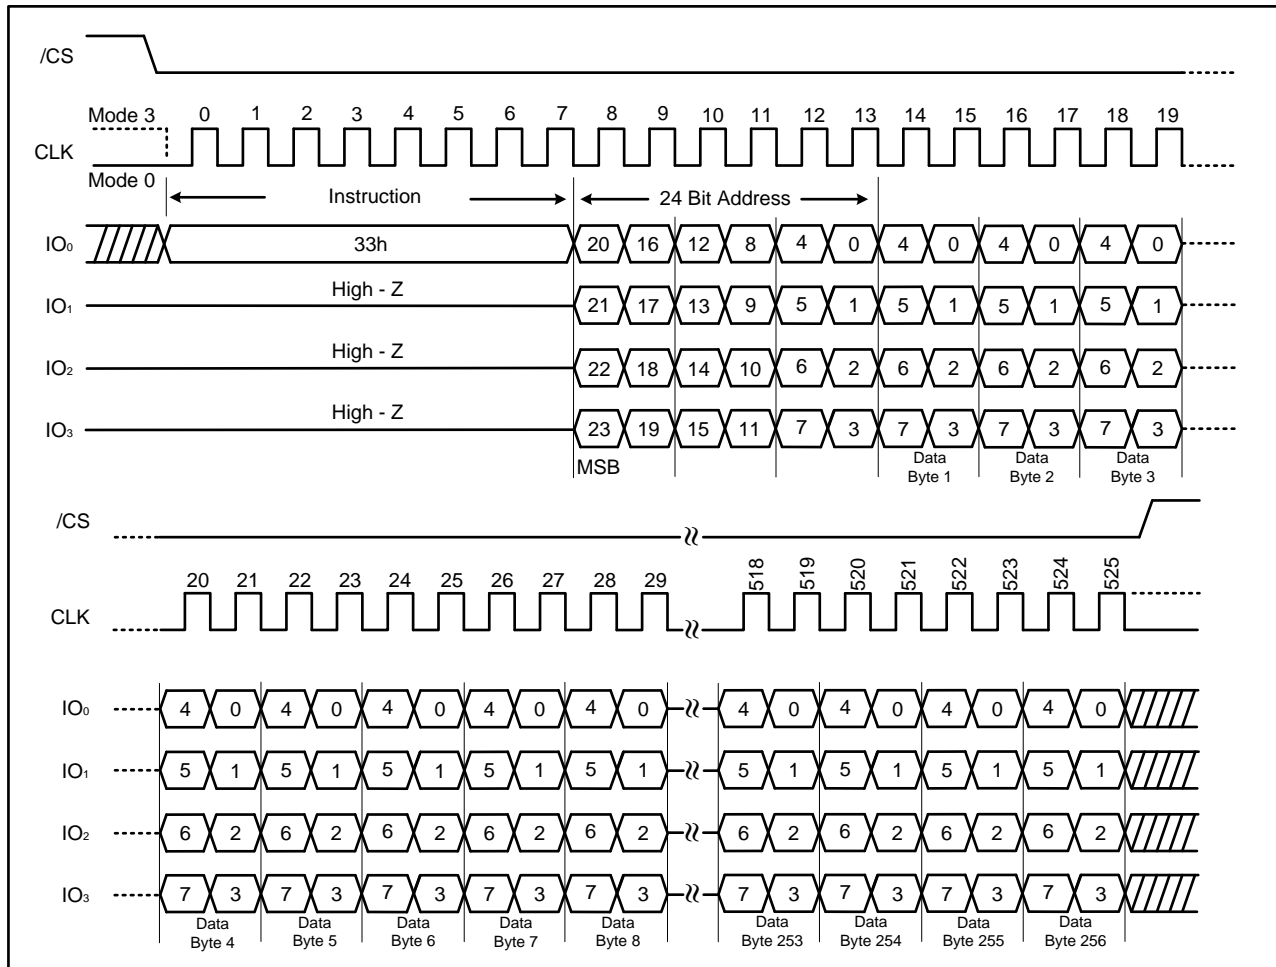 /CS
Mode 3 0 1 2 3 4 5 6 7 8 9 10 11 12 13 14 15 16 17 18 19
CLK
Mode 0
Instruction 24 Bit Address
IO₀ 33h 20 16 12 8 4 0 4 0 4 0 4 0
High - Z
IO₁ 21 17 13 9 5 1 5 1 5 1 5 1
High - Z
IO₂ 22 18 14 10 6 2 6 2 6 2 6 2
High - Z
IO₃ 23 19 15 11 7 3 7 3 7 3 7 3
MSB
Data Data Data
Byte 1 Byte 2 Byte 3
/CS
20 21 22 23 24 25 26 27 28 29 518 519 520 521 522 523 524 525
CLK
IO₀ 4 0 4 0 4 0 4 0 4 0 4 0 4 0 4 0 4 0
IO₁ 5 1 5 1 5 1 5 1 5 1 5 1 5 1 5 1 5 1
IO₂ 6 2 6 2 6 2 6 2 6 2 6 2 6 2 6 2 6 2
IO₃ 7 3 7 3 7 3 7 3 7 3 7 3 7 3 7 3 7 3
Data Data Data Data Data Data Data Data Data
Byte 4 Byte 5 Byte 6 Byte 7 Byte 8 Byte 253 Byte 254 Byte 255 Byte 256